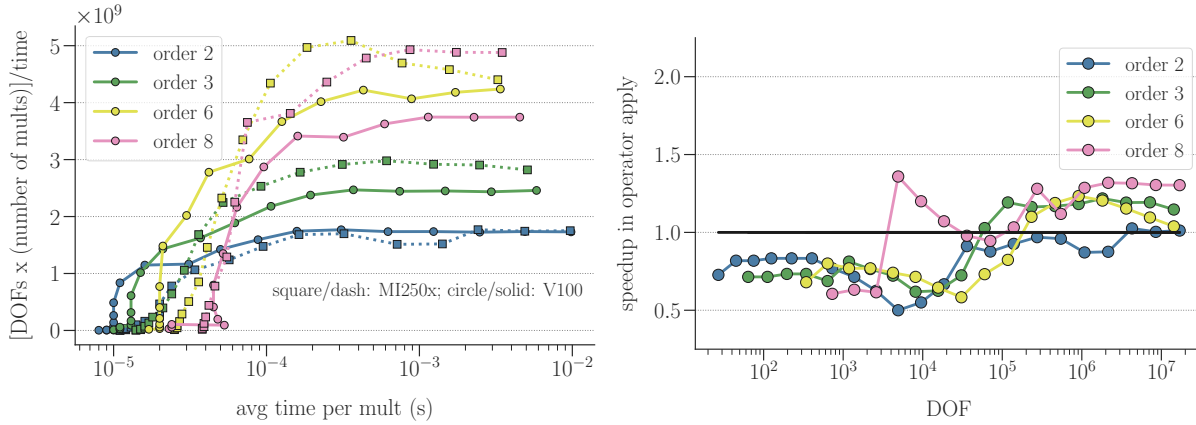 ×10⁹
[DOFs x (number of mults)]/time
5
4
3
2
1
0
order 2
order 3
order 6
order 8
square/dash: MI250x; circle/solid: V100
10⁻⁵
10⁻⁴
10⁻³
10⁻²
avg time per mult (s)
speedup in operator apply
2.0
1.5
1.0
0.5
order 2
order 3
order 6
order 8
10²
10³
10⁴
10⁵
10⁶
10⁷
DOF